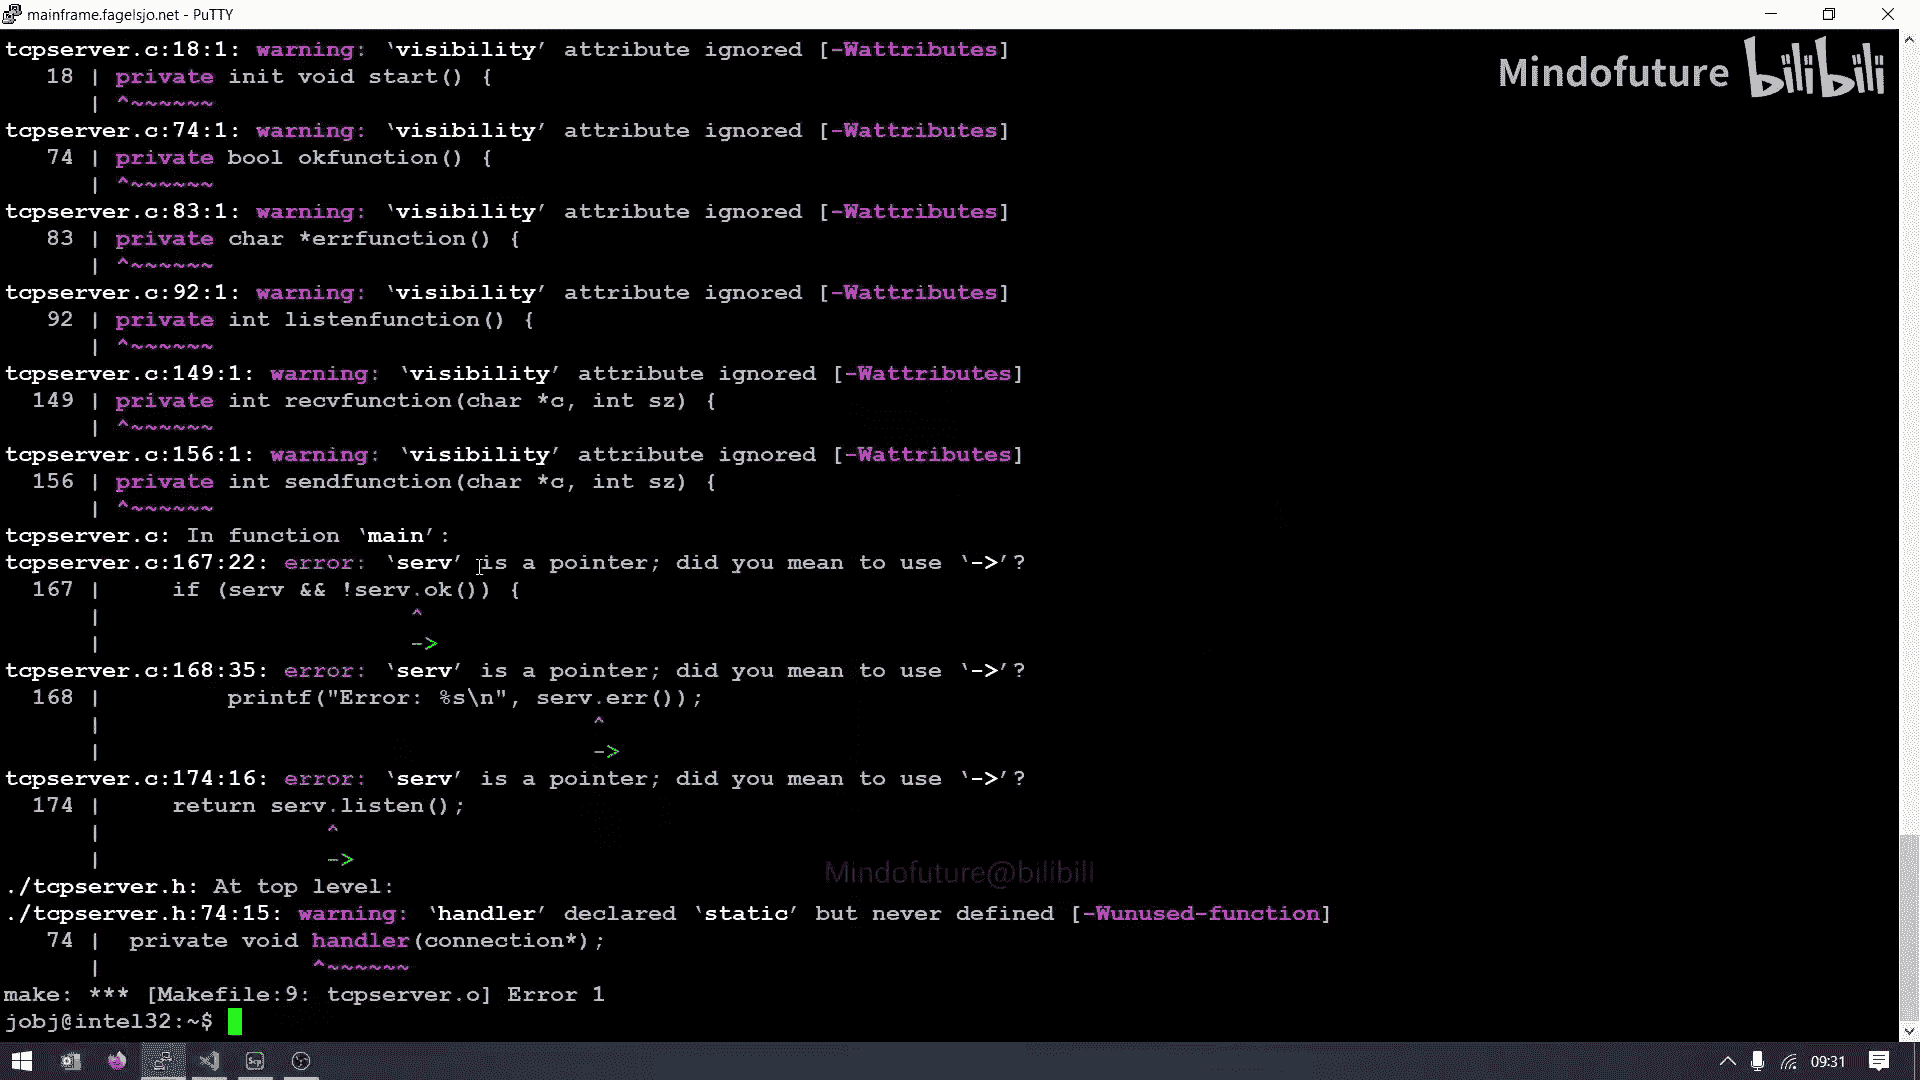 mainframe.fagelsjo.net - PuTTY
Mindofuture bilibili
tcpserver.c:18:1: warning: ‘visibility’ attribute ignored [-Wattributes]
   18 | private init void start() {
      | ^~~~~~~
tcpserver.c:74:1: warning: ‘visibility’ attribute ignored [-Wattributes]
   74 | private bool okfunction() {
      | ^~~~~~~
tcpserver.c:83:1: warning: ‘visibility’ attribute ignored [-Wattributes]
   83 | private char *errfunction() {
      | ^~~~~~~
tcpserver.c:92:1: warning: ‘visibility’ attribute ignored [-Wattributes]
   92 | private int listenfunction() {
      | ^~~~~~~
tcpserver.c:149:1: warning: ‘visibility’ attribute ignored [-Wattributes]
  149 | private int recvfunction(char *c, int sz) {
      | ^~~~~~~
tcpserver.c:156:1: warning: ‘visibility’ attribute ignored [-Wattributes]
  156 | private int sendfunction(char *c, int sz) {
      | ^~~~~~~
tcpserver.c: In function ‘main’:
tcpserver.c:167:22: error: ‘serv’ is a pointer; did you mean to use ‘->’?
  167 |     if (serv && !serv.ok()) {
      |                      ^
      |                      ->
tcpserver.c:168:35: error: ‘serv’ is a pointer; did you mean to use ‘->’?
  168 |         printf("Error: %s\n", serv.err());
      |                                   ^
      |                                   ->
tcpserver.c:174:16: error: ‘serv’ is a pointer; did you mean to use ‘->’?
  174 |     return serv.listen();
      |                ^
      |                ->
Mindofuture@bilibill
./tcpserver.h: At top level:
./tcpserver.h:74:15: warning: ‘handler’ declared ‘static’ but never defined [-Wunused-function]
   74 |  private void handler(connection*);
      |               ^~~~~~~
make: *** [Makefile:9: tcpserver.o] Error 1
jobj@intel32:~$
09:31